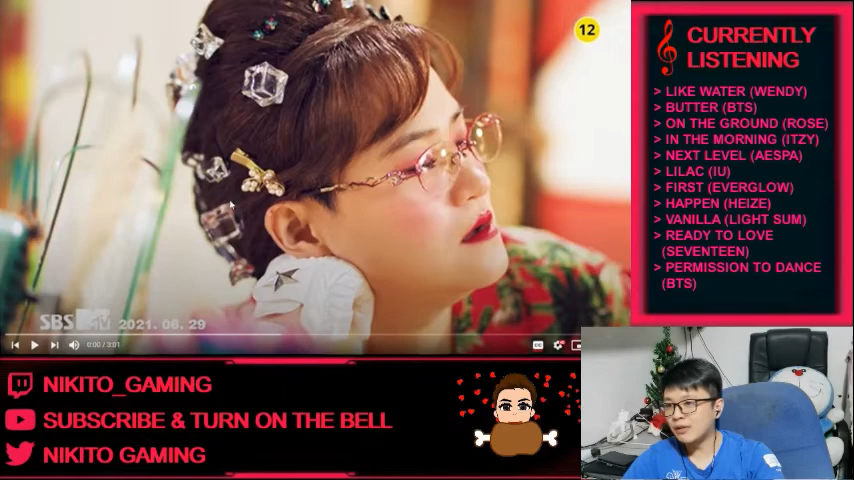 12
SBS MTV 2021. 06. 29
0:00 / 3:01
CC
CURRENTLY
LISTENING
> LIKE WATER (WENDY)
> BUTTER (BTS)
> ON THE GROUND (ROSE)
> IN THE MORNING (ITZY)
> NEXT LEVEL (AESPA)
> LILAC (IU)
> FIRST (EVERGLOW)
> HAPPEN (HEIZE)
> VANILLA (LIGHT SUM)
> READY TO LOVE
(SEVENTEEN)
> PERMISSION TO DANCE
(BTS)
NIKITO_GAMING
SUBSCRIBE & TURN ON THE BELL
NIKITO GAMING